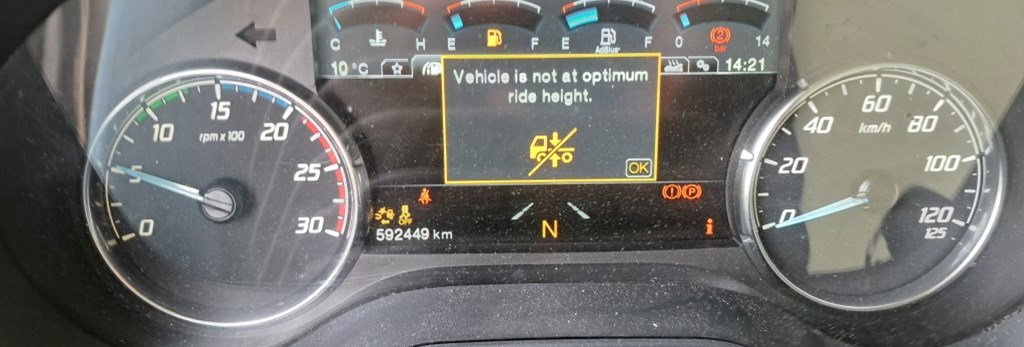 C H E F E F 0 14
AdBlue
bar
10 °C 14:21
Vehicle is not at optimum
ride height.
OK
0 5 10 15 20 25 30
rpm x 100
0 20 40 60 80 100 120
125
km/h
OFF
P
592449 km
N